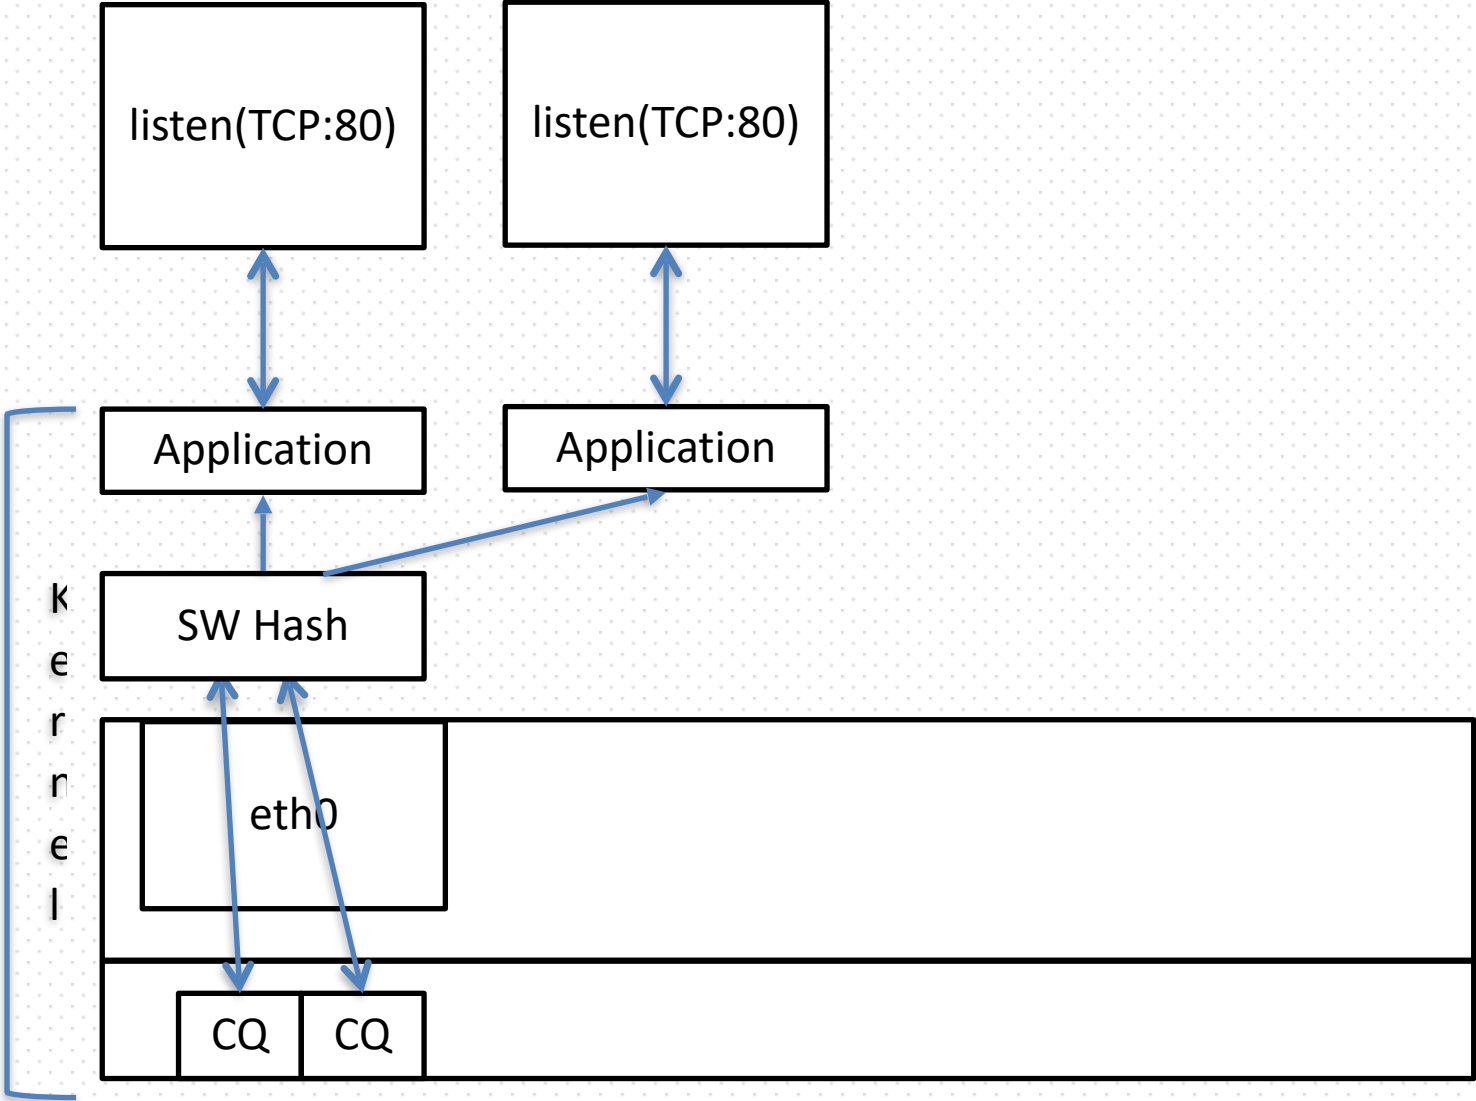 listen(TCP:80)
listen(TCP:80)
Application
Application
SW Hash
K
e
r
n
e
l
eth0
CQ
CQ